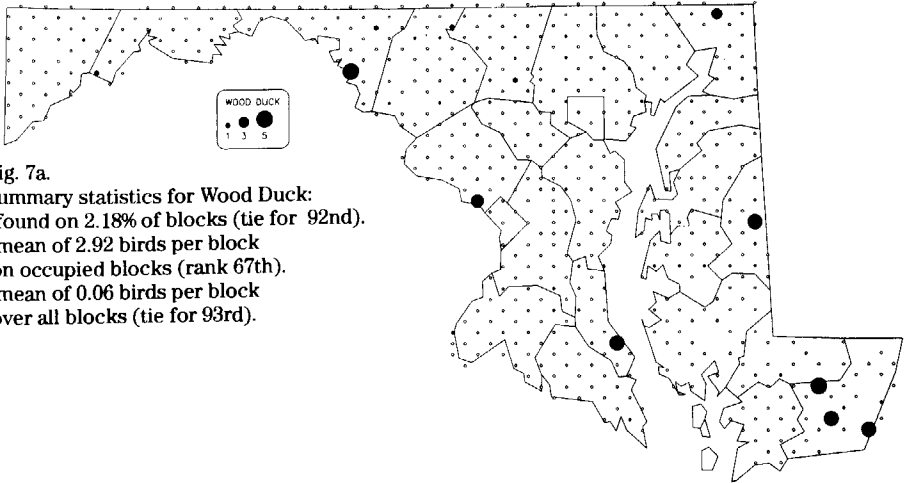 WOOD DUCK
1 3 5
ig. 7a.
ummary statistics for Wood Duck:
found on 2.18% of blocks (tie for 92nd).
mean of 2.92 birds per block
on occupied blocks (rank 67th).
mean of 0.06 birds per block
over all blocks (tie for 93rd).